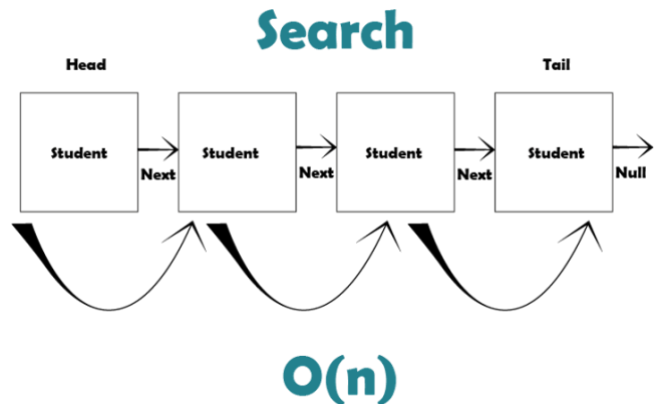 Search
Head Tail
Student Student Student Student
Next Next Next Null
O(n)